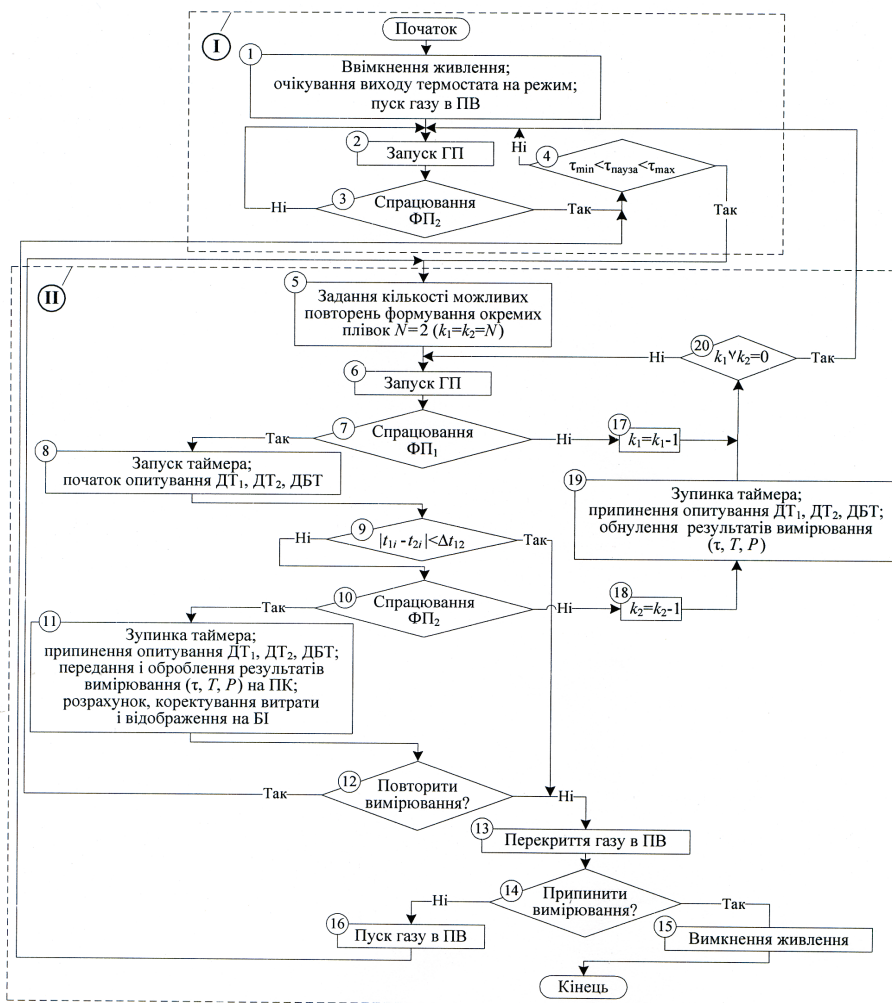 Початок
I
1
Ввімкнення живлення;
очікування виходу термостата на режим;
пуск газу в ПВ
2
Запуск ГП
Ні
4
τmin<τпауза<τmax
3
Спрацювання
ФП₂
Ні
Так
Так
II
5
Задання кількості можливих
повторень формування окремих
плівок N=2 (k₁=k₂=N)
20
k₁˅k₂=0
Ні
Так
6
Запуск ГП
7
Спрацювання
ФП₁
Так
Ні
17
k₁=k₁-1
8
Запуск таймера;
початок опитування ДТ₁, ДТ₂, ДБТ
19
Зупинка таймера;
припинення опитування ДТ₁, ДТ₂, ДБТ;
обнулення результатів вимірювання
(τ, T, P)
9
|t₁ᵢ - t₂ᵢ|<Δt₁₂
Ні
Так
10
Спрацювання
ФП₂
Так
Ні
18
k₂=k₂-1
11
Зупинка таймера;
припинення опитування ДТ₁, ДТ₂, ДБТ;
передання і оброблення результатів
вимірювання (τ, T, P) на ПК;
розрахунок, коректування витрати
і відображення на БІ
12
Повторити
вимірювання?
Так
Ні
13
Перекриття газу в ПВ
14
Припинити
вимірювання?
Ні
Так
16
Пуск газу в ПВ
15
Вимкнення живлення
Кінець